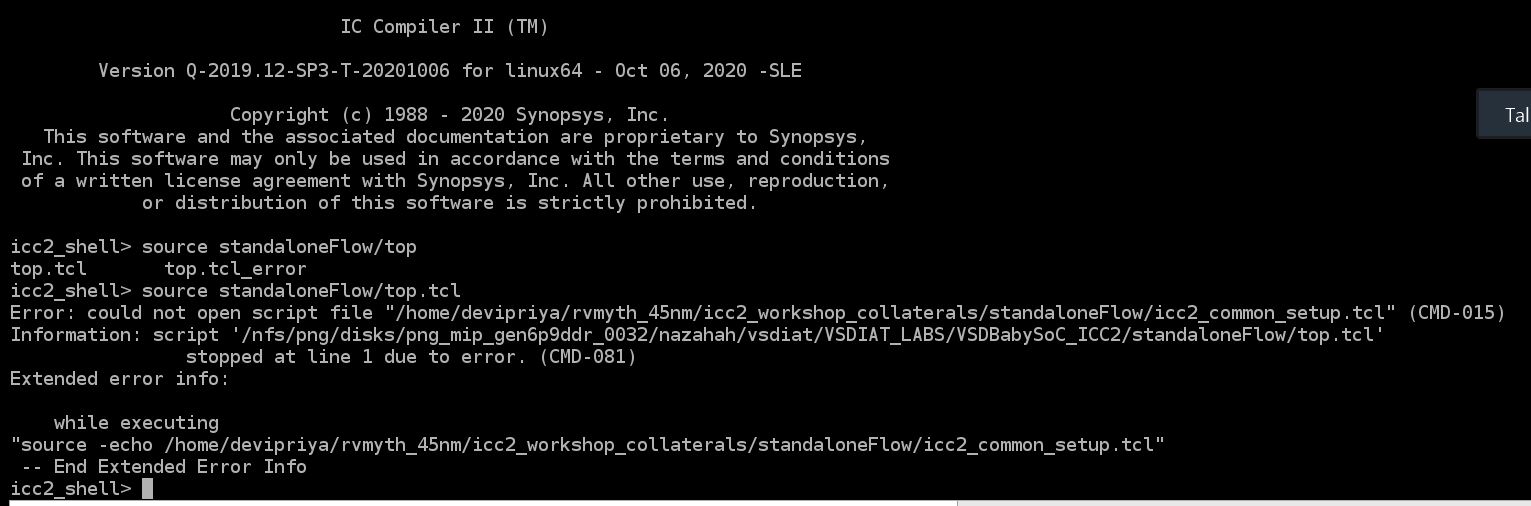 IC Compiler II (TM)
Version Q-2019.12-SP3-T-20201006 for linux64 - Oct 06, 2020 -SLE
Copyright (c) 1988 - 2020 Synopsys, Inc.
This software and the associated documentation are proprietary to Synopsys,
Inc. This software may only be used in accordance with the terms and conditions
of a written license agreement with Synopsys, Inc. All other use, reproduction,
or distribution of this software is strictly prohibited.
icc2_shell> source standaloneFlow/top
top.tcl       top.tcl_error
icc2_shell> source standaloneFlow/top.tcl
Error: could not open script file "/home/devipriya/rvmyth_45nm/icc2_workshop_collaterals/standaloneFlow/icc2_common_setup.tcl" (CMD-015)
Information: script '/nfs/png/disks/png_mip_gen6p9ddr_0032/nazahah/vsdiat/VSDIAT_LABS/VSDBabySoC_ICC2/standaloneFlow/top.tcl'
stopped at line 1 due to error. (CMD-081)
Extended error info:
while executing
"source -echo /home/devipriya/rvmyth_45nm/icc2_workshop_collaterals/standaloneFlow/icc2_common_setup.tcl"
-- End Extended Error Info
icc2_shell>
Tal